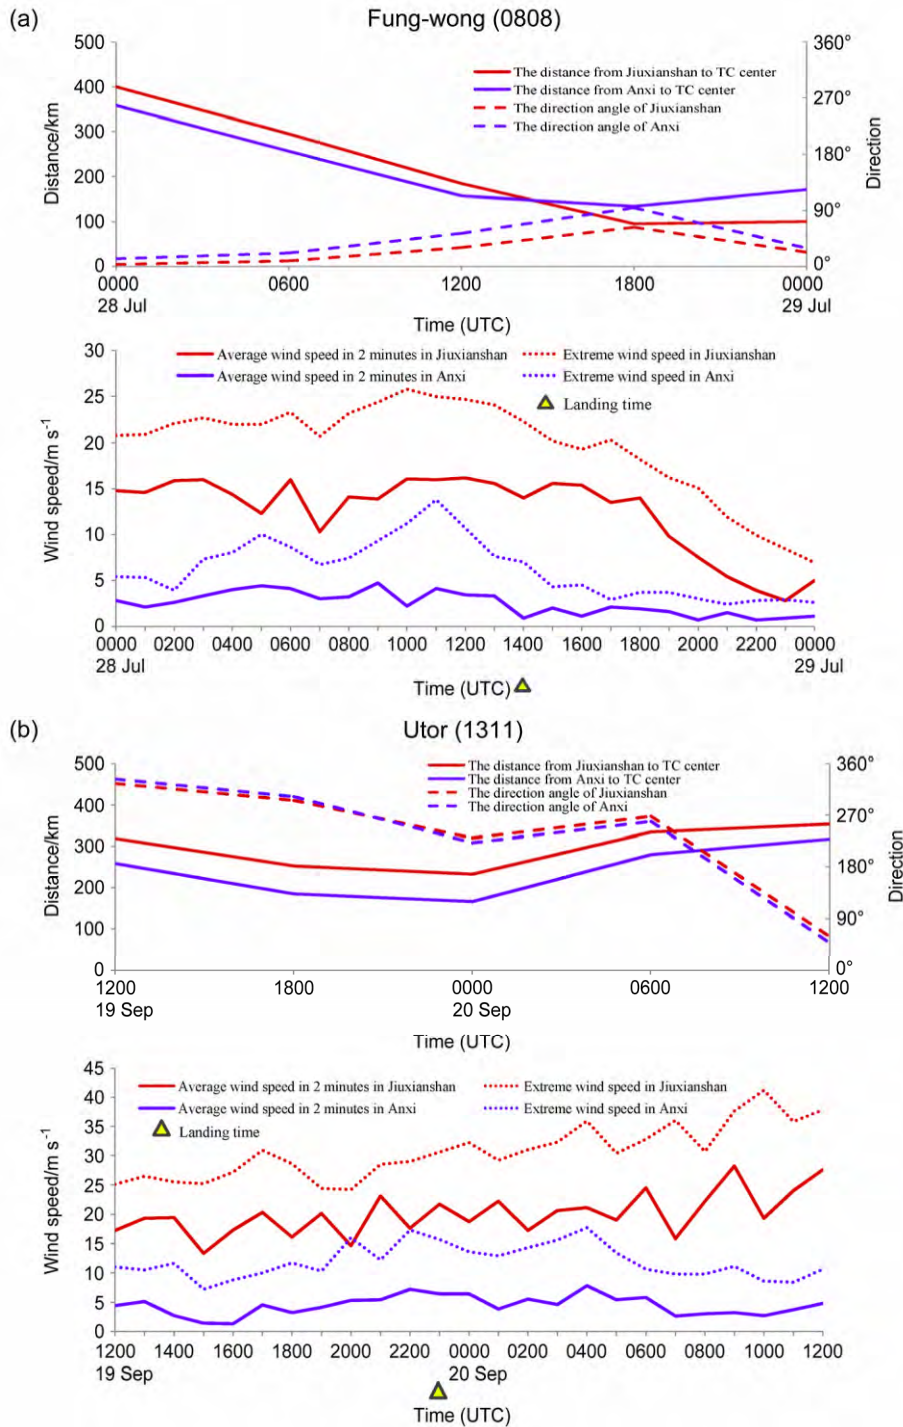 (a)
Fung-wong (0808)
500
400
300
200
100
0
Distance/km
360°
270°
180°
90°
0°
Direction
The distance from Jiuxianshan to TC center
The distance from Anxi to TC center
The direction angle of Jiuxianshan
The direction angle of Anxi
0000 0600 1200 1800 0000
28 Jul 29 Jul
Time (UTC)
30
25
20
15
10
5
0
Wind speed/m s⁻¹
Average wind speed in 2 minutes in Jiuxianshan Extreme wind speed in Jiuxianshan
Average wind speed in 2 minutes in Anxi Extreme wind speed in Anxi
Landing time
0000 0200 0400 0600 0800 1000 1200 1400 1600 1800 2000 2200 0000
28 Jul 29 Jul
Time (UTC)
(b)
Utor (1311)
500
400
300
200
100
0
Distance/km
360°
270°
180°
90°
0°
Direction
The distance from Jiuxianshan to TC center
The distance from Anxi to TC center
The direction angle of Jiuxianshan
The direction angle of Anxi
1200 1800 0000 0600 1200
19 Sep 20 Sep
Time (UTC)
45
40
35
30
25
20
15
10
5
0
Wind speed/m s⁻¹
Average wind speed in 2 minutes in Jiuxianshan Extreme wind speed in Jiuxianshan
Average wind speed in 2 minutes in Anxi Extreme wind speed in Anxi
Landing time
1200 1400 1600 1800 2000 2200 0000 0200 0400 0600 0800 1000 1200
19 Sep 20 Sep
Time (UTC)